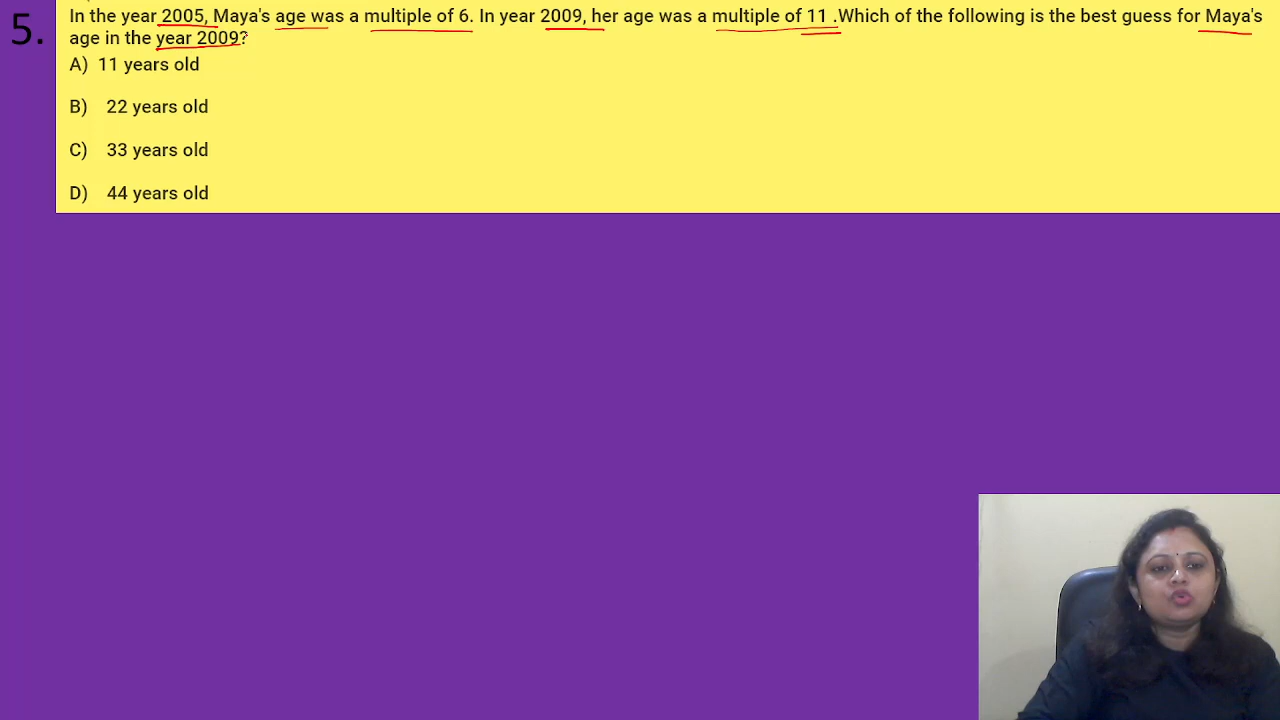 5.
In the year 2005, Maya's age was a multiple of 6. In year 2009, her age was a multiple of 11 .Which of the following is the best guess for Maya's
age in the year 2009?
A) 11 years old
B) 22 years old
C) 33 years old
D) 44 years old